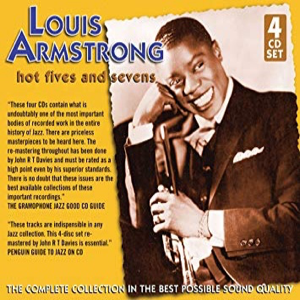 LOUIS
ARMSTRONG
hot fives and sevens
4
CD
SET
"These four CDs contain what is
undoubtably one of the most important
bodies of recorded work in the entire
history of Jazz. There are priceless
masterpieces to be heard here. The
re-mastering throughout has been done
by John R T Davies and must be rated as a
high point even by his superior standards.
There is no doubt that these issues are the
best available collections of these
important recordings."
THE GRAMOPHONE JAZZ GOOD CD GUIDE
"These tracks are indispensible in any
Jazz collection. This 4-disc set re-
mastered by John R T Davies is essential."
PENGUIN GUIDE TO JAZZ ON CD
THE COMPLETE COLLECTION IN THE BEST POSSIBLE SOUND QUALITY